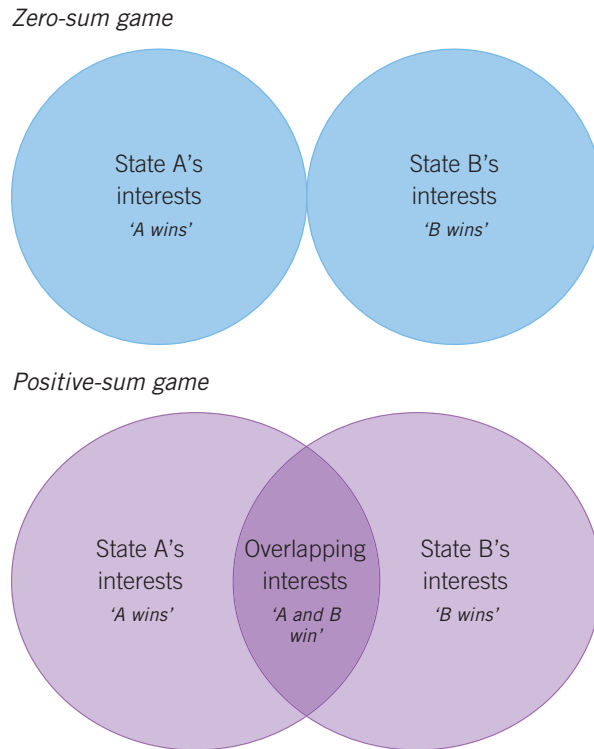 Zero-sum game
State A’s
interests
‘A wins’
State B’s
interests
‘B wins’
Positive-sum game
State A’s
interests
‘A wins’
Overlapping
interests
‘A and B
win’
State B’s
interests
‘B wins’